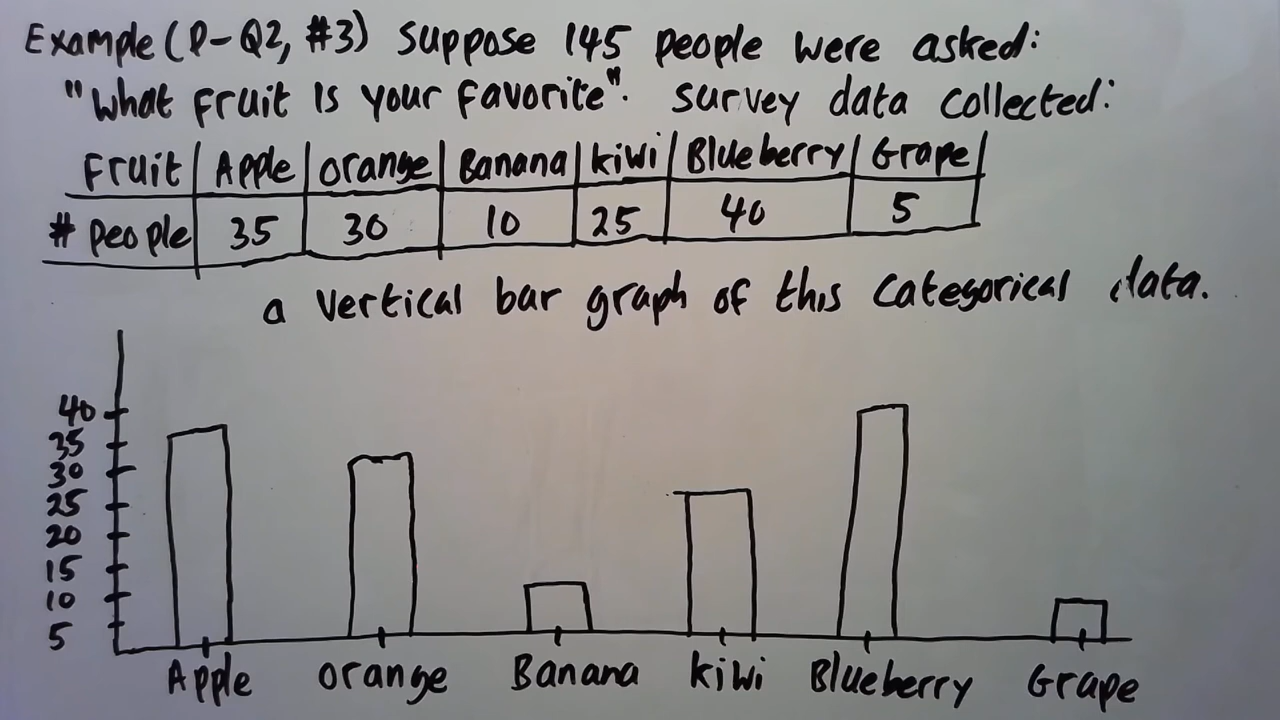 Example (P-Q2, #3) Suppose 145 people were asked:
"What Fruit Is your Favorite". Survey data collected:
Fruit Apple orange Banana kiwi Blueberry Grape
# people 35 30 10 25 40 5
a vertical bar graph of this categorical data.
40
35
30
25
20
15
10
5
Apple orange Banana kiwi Blueberry Grape